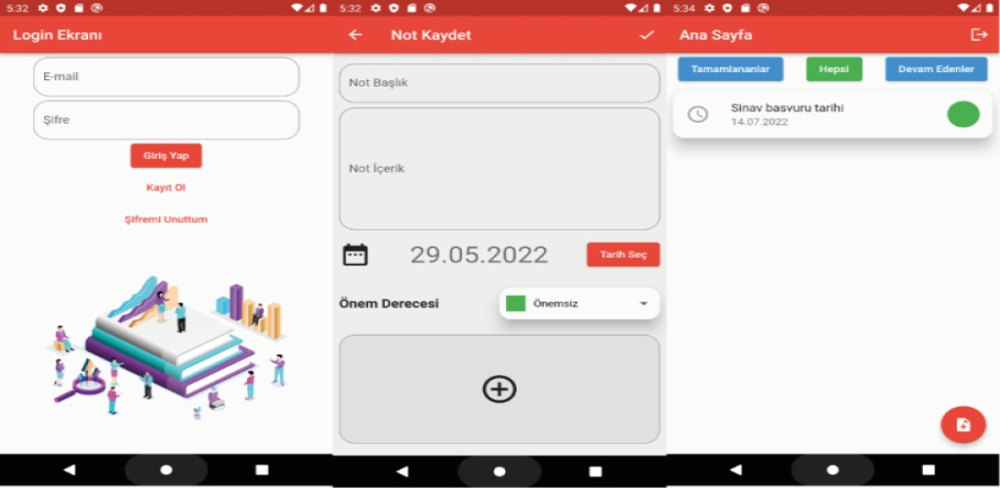 5:32
Login Ekranı
E-mail
Şifre
Giriş Yap
Kayıt Ol
Şifremi Unuttum
5:32
Not Kaydet
Not Başlık
Not İçerik
29.05.2022
Tarih Seç
Önem Derecesi
Önemsiz
5:34
Ana Sayfa
Tamamlananlar
Hepsi
Devam Edenler
Sinav basvuru tarihi
14.07.2022